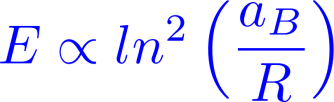 E ∝ ln² (a_B / R)